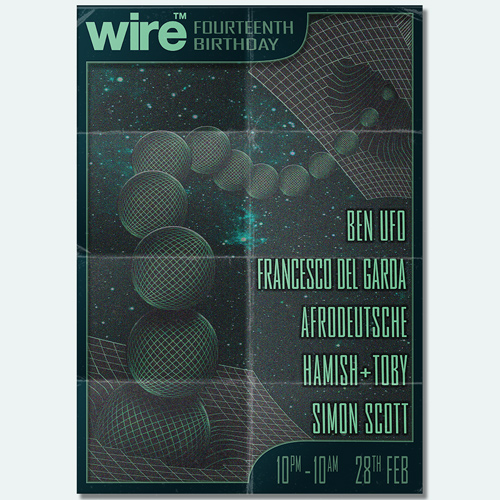 wire™
FOURTEENTH
BIRTHDAY
BEN UFO
FRANCESCO DEL GARDA
AFRODEUTSCHE
HAMISH+TOBY
SIMON SCOTT
10PM - 10AM 28TH FEB